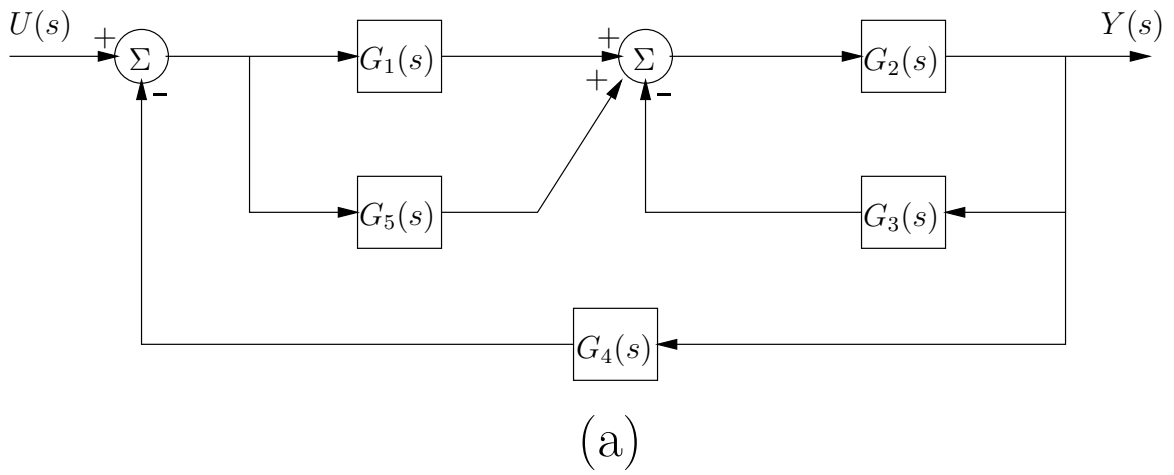 U(s) Y(s)
+ Σ G₁(s) + Σ G₂(s)
+
− −
G₅(s) G₃(s)
G₄(s)
(a)